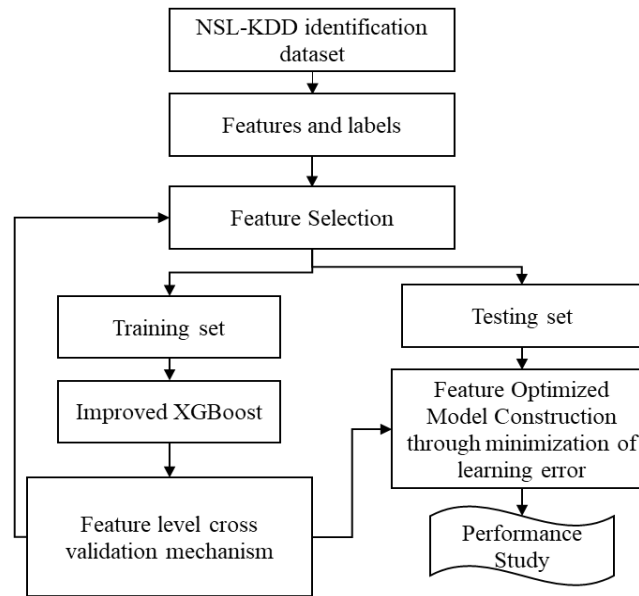 NSL-KDD identification
dataset
Features and labels
Feature Selection
Training set
Testing set
Improved XGBoost
Feature Optimized
Model Construction
through minimization of
learning error
Feature level cross
validation mechanism
Performance
Study